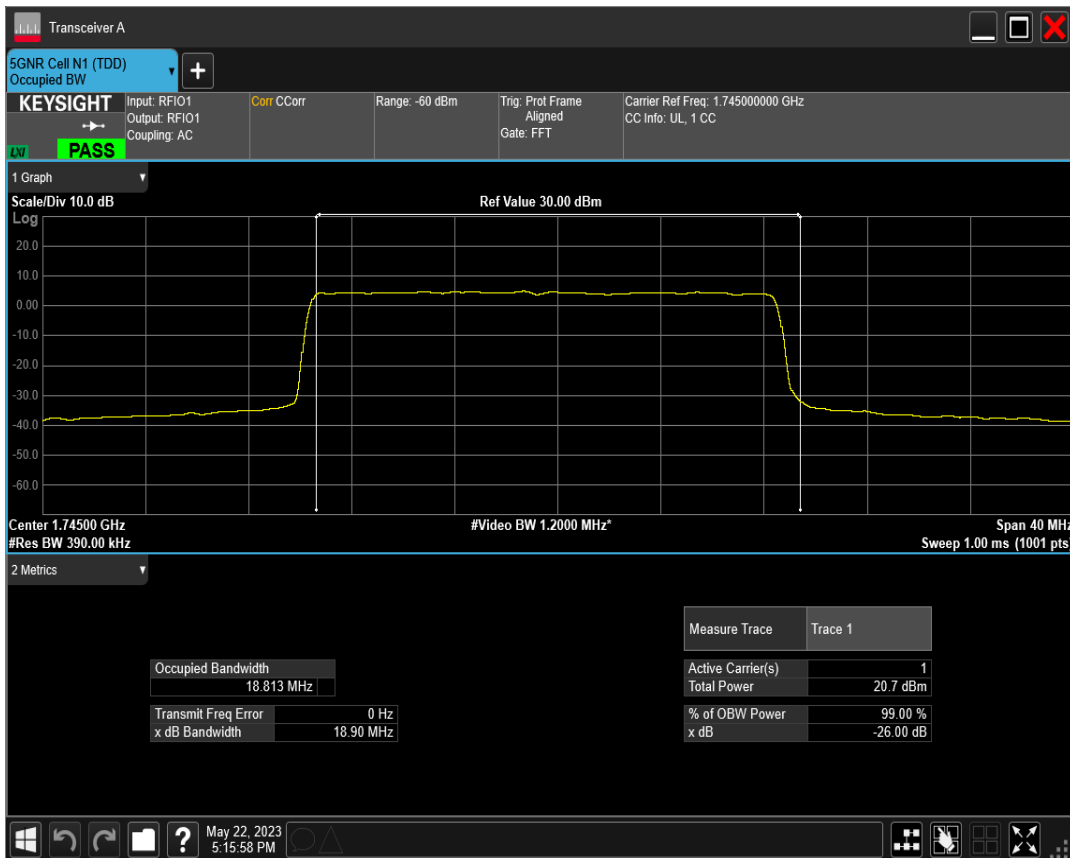 Transceiver A
5GNR Cell N1 (TDD)
Occupied BW
+
KEYSIGHT
LXI
PASS
Input: RFIO1
Output: RFIO1
Coupling: AC
Corr CCorr
Range: -60 dBm
Trig: Prot Frame
Aligned
Gate: FFT
Carrier Ref Freq: 1.745000000 GHz
CC Info: UL, 1 CC
1 Graph
Scale/Div 10.0 dB
Ref Value 30.00 dBm
Log
20.0
10.0
0.00
-10.0
-20.0
-30.0
-40.0
-50.0
-60.0
Center 1.74500 GHz
#Video BW 1.2000 MHz*
Span 40 MHz
#Res BW 390.00 kHz
Sweep 1.00 ms (1001 pts)
2 Metrics
Measure Trace Trace 1
Occupied Bandwidth
18.813 MHz
Transmit Freq Error 0 Hz
x dB Bandwidth 18.90 MHz
Active Carrier(s) 1
Total Power 20.7 dBm
% of OBW Power 99.00 %
x dB -26.00 dB
?
May 22, 2023
5:15:58 PM